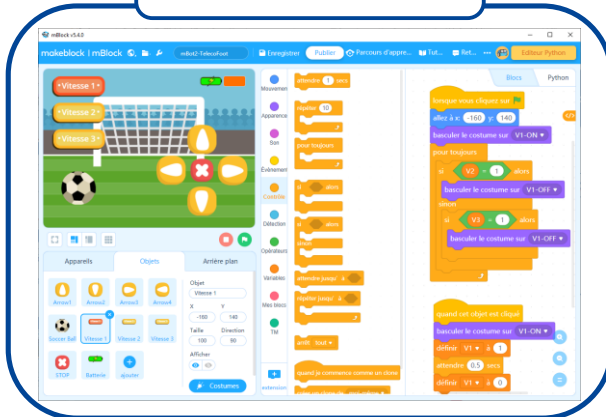 mBlock v5.4.0
makeblock | mBlock
mBot2-TelecoFoot
Enregistrer
Publier
Parcours d'appre...
Tut...
Ret...
Editeur Python
Vitesse 1
Vitesse 2
Vitesse 3
Mouvemen
Apparence
Son
Evènemen
Contrôle
Détection
Opérateurs
Variables
Mes blocs
TM
extension
attendre 1 secs
répéter 10
pour toujours
si alors
si alors
sinon
attendre jusqu' à
répéter jusqu' à
arrêt tout
quand je commence comme un clone
Blocs
Python
lorsque vous cliquez sur
allez à x: -160 y: 140
basculer le costume sur V1-ON
pour toujours
si V2 = 1 alors
basculer le costume sur V1-OFF
sinon
si V3 = 1 alors
basculer le costume sur V1-OFF
quand cet objet est cliqué
basculer le costume sur V1-ON
définir V1 à 1
attendre 0.5 secs
définir V1 à 0
Appareils
Objets
Arrière plan
Arrow1
Arrow2
Arrow3
Arrow4
Soccer Ball
Vitesse 1
Vitesse 2
Vitesse 3
STOP
Batterie
ajouter
Objet
Vitesse 1
X
Y
-160
140
Taille
Direction
100
90
Afficher
Costumes